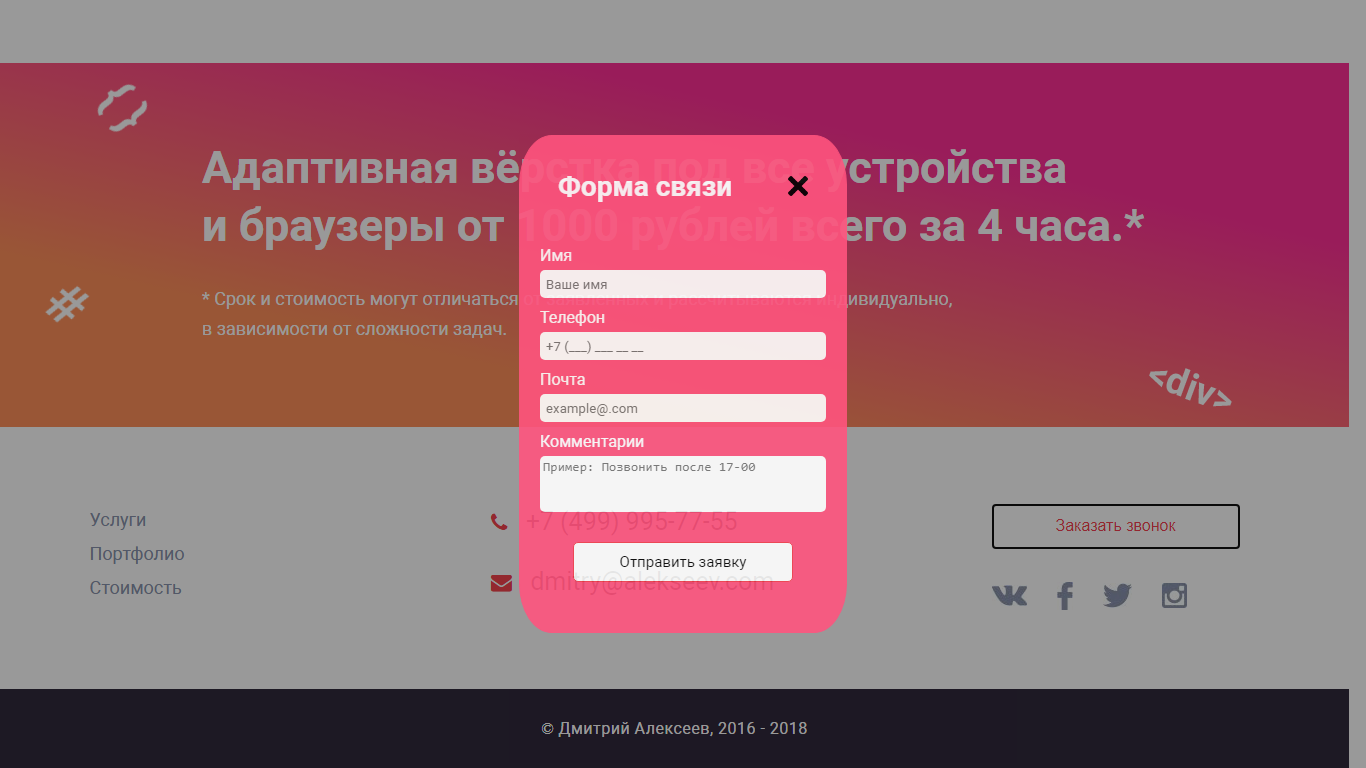 Адаптивная вёрстка под все устройства
и браузеры от 1000 рублей всего за 4 часа.*
* Срок и стоимость могут отличаться от заявленных и рассчитываются индивидуально,
в зависимости от сложности задач.
<div>
Форма связи
Имя
Ваше имя
Телефон
+7 (___) ___ __ __
Почта
example@.com
Комментарии
Пример: Позвонить после 17-00
Отправить заявку
Услуги
Портфолио
Стоимость
+7 (499) 995-77-55
dmitry@alekseev.com
Заказать звонок
© Дмитрий Алексеев, 2016 - 2018